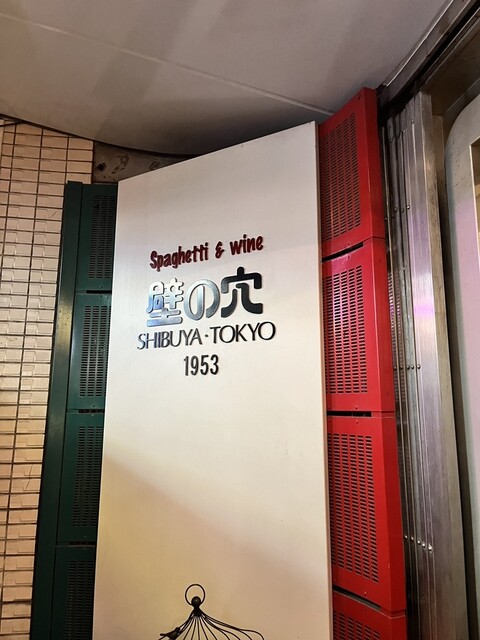 Spaghetti & wine
壁の穴
SHIBUYA・TOKYO
1953